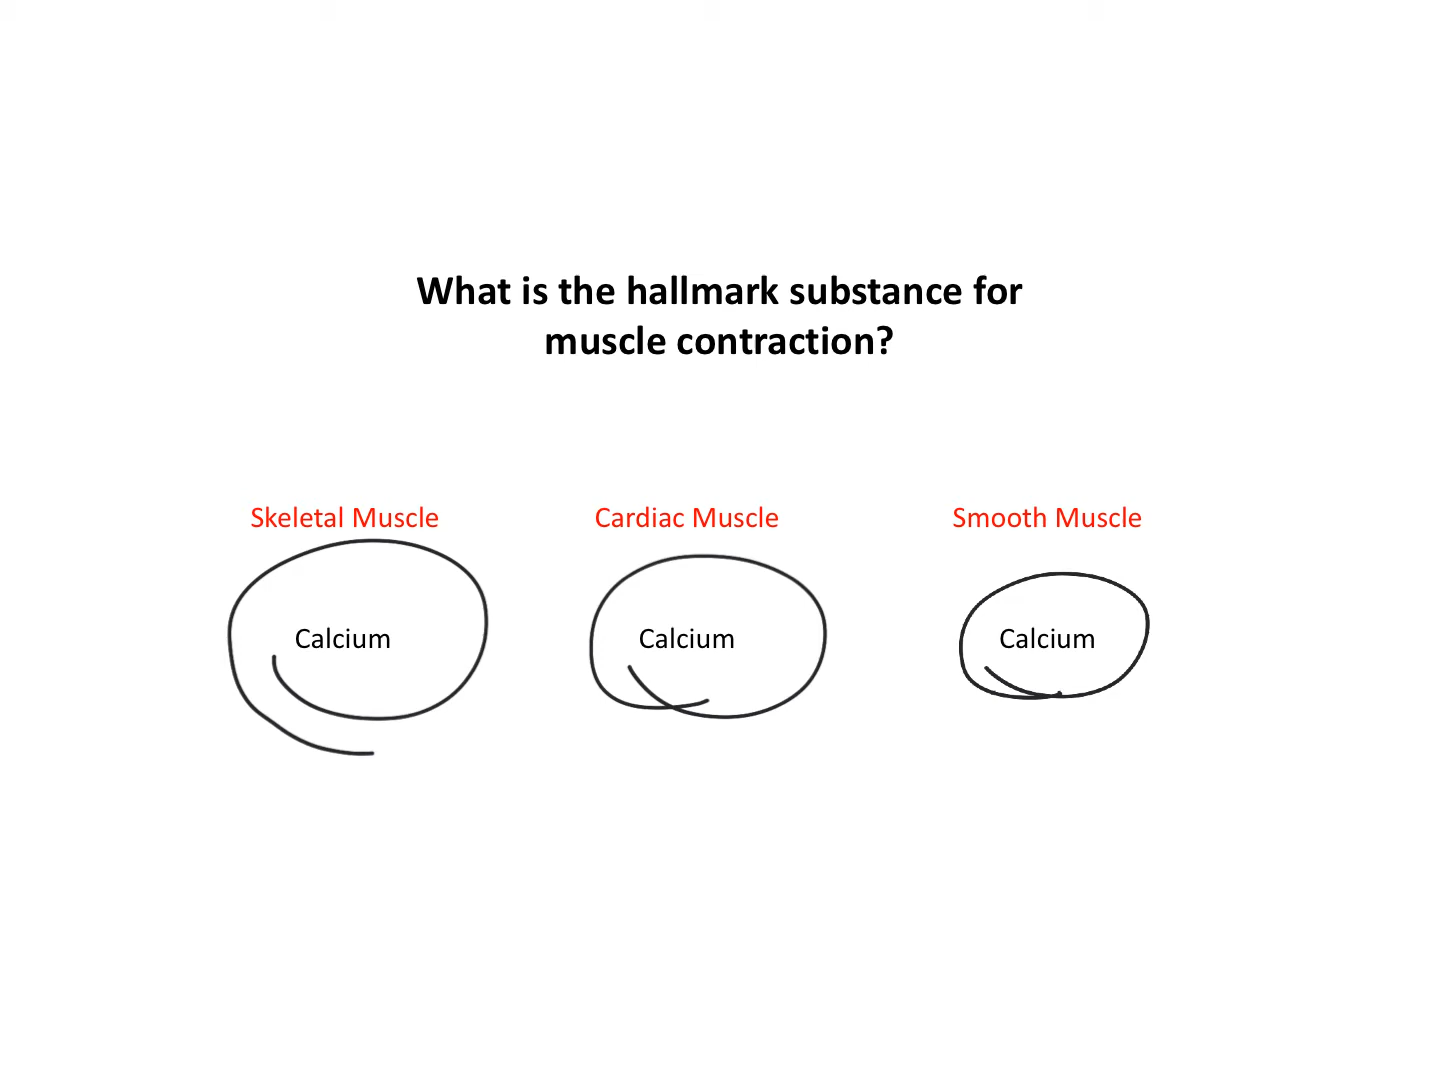 What is the hallmark substance for
muscle contraction?
Skeletal Muscle Cardiac Muscle Smooth Muscle
Calcium Calcium Calcium